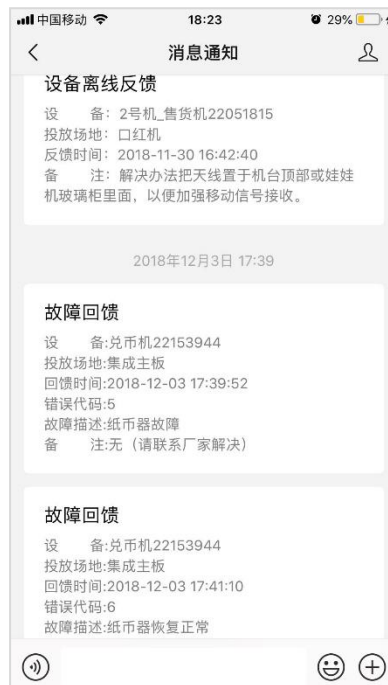 中国移动 18:23 29%
消息通知
设备离线反馈
设 备：2号机_售货机22051815
投放场地：口红机
反馈时间：2018-11-30 16:42:40
备 注：解决办法把天线置于机台顶部或娃娃
机玻璃柜里面，以便加强移动信号接收。
2018年12月3日 17:39
故障回馈
设 备:兑币机22153944
投放场地:集成主板
回馈时间:2018-12-03 17:39:52
错误代码:5
故障描述:纸币器故障
备 注:无（请联系厂家解决）
故障回馈
设 备:兑币机22153944
投放场地:集成主板
回馈时间:2018-12-03 17:41:10
错误代码:6
故障描述:纸币器恢复正常